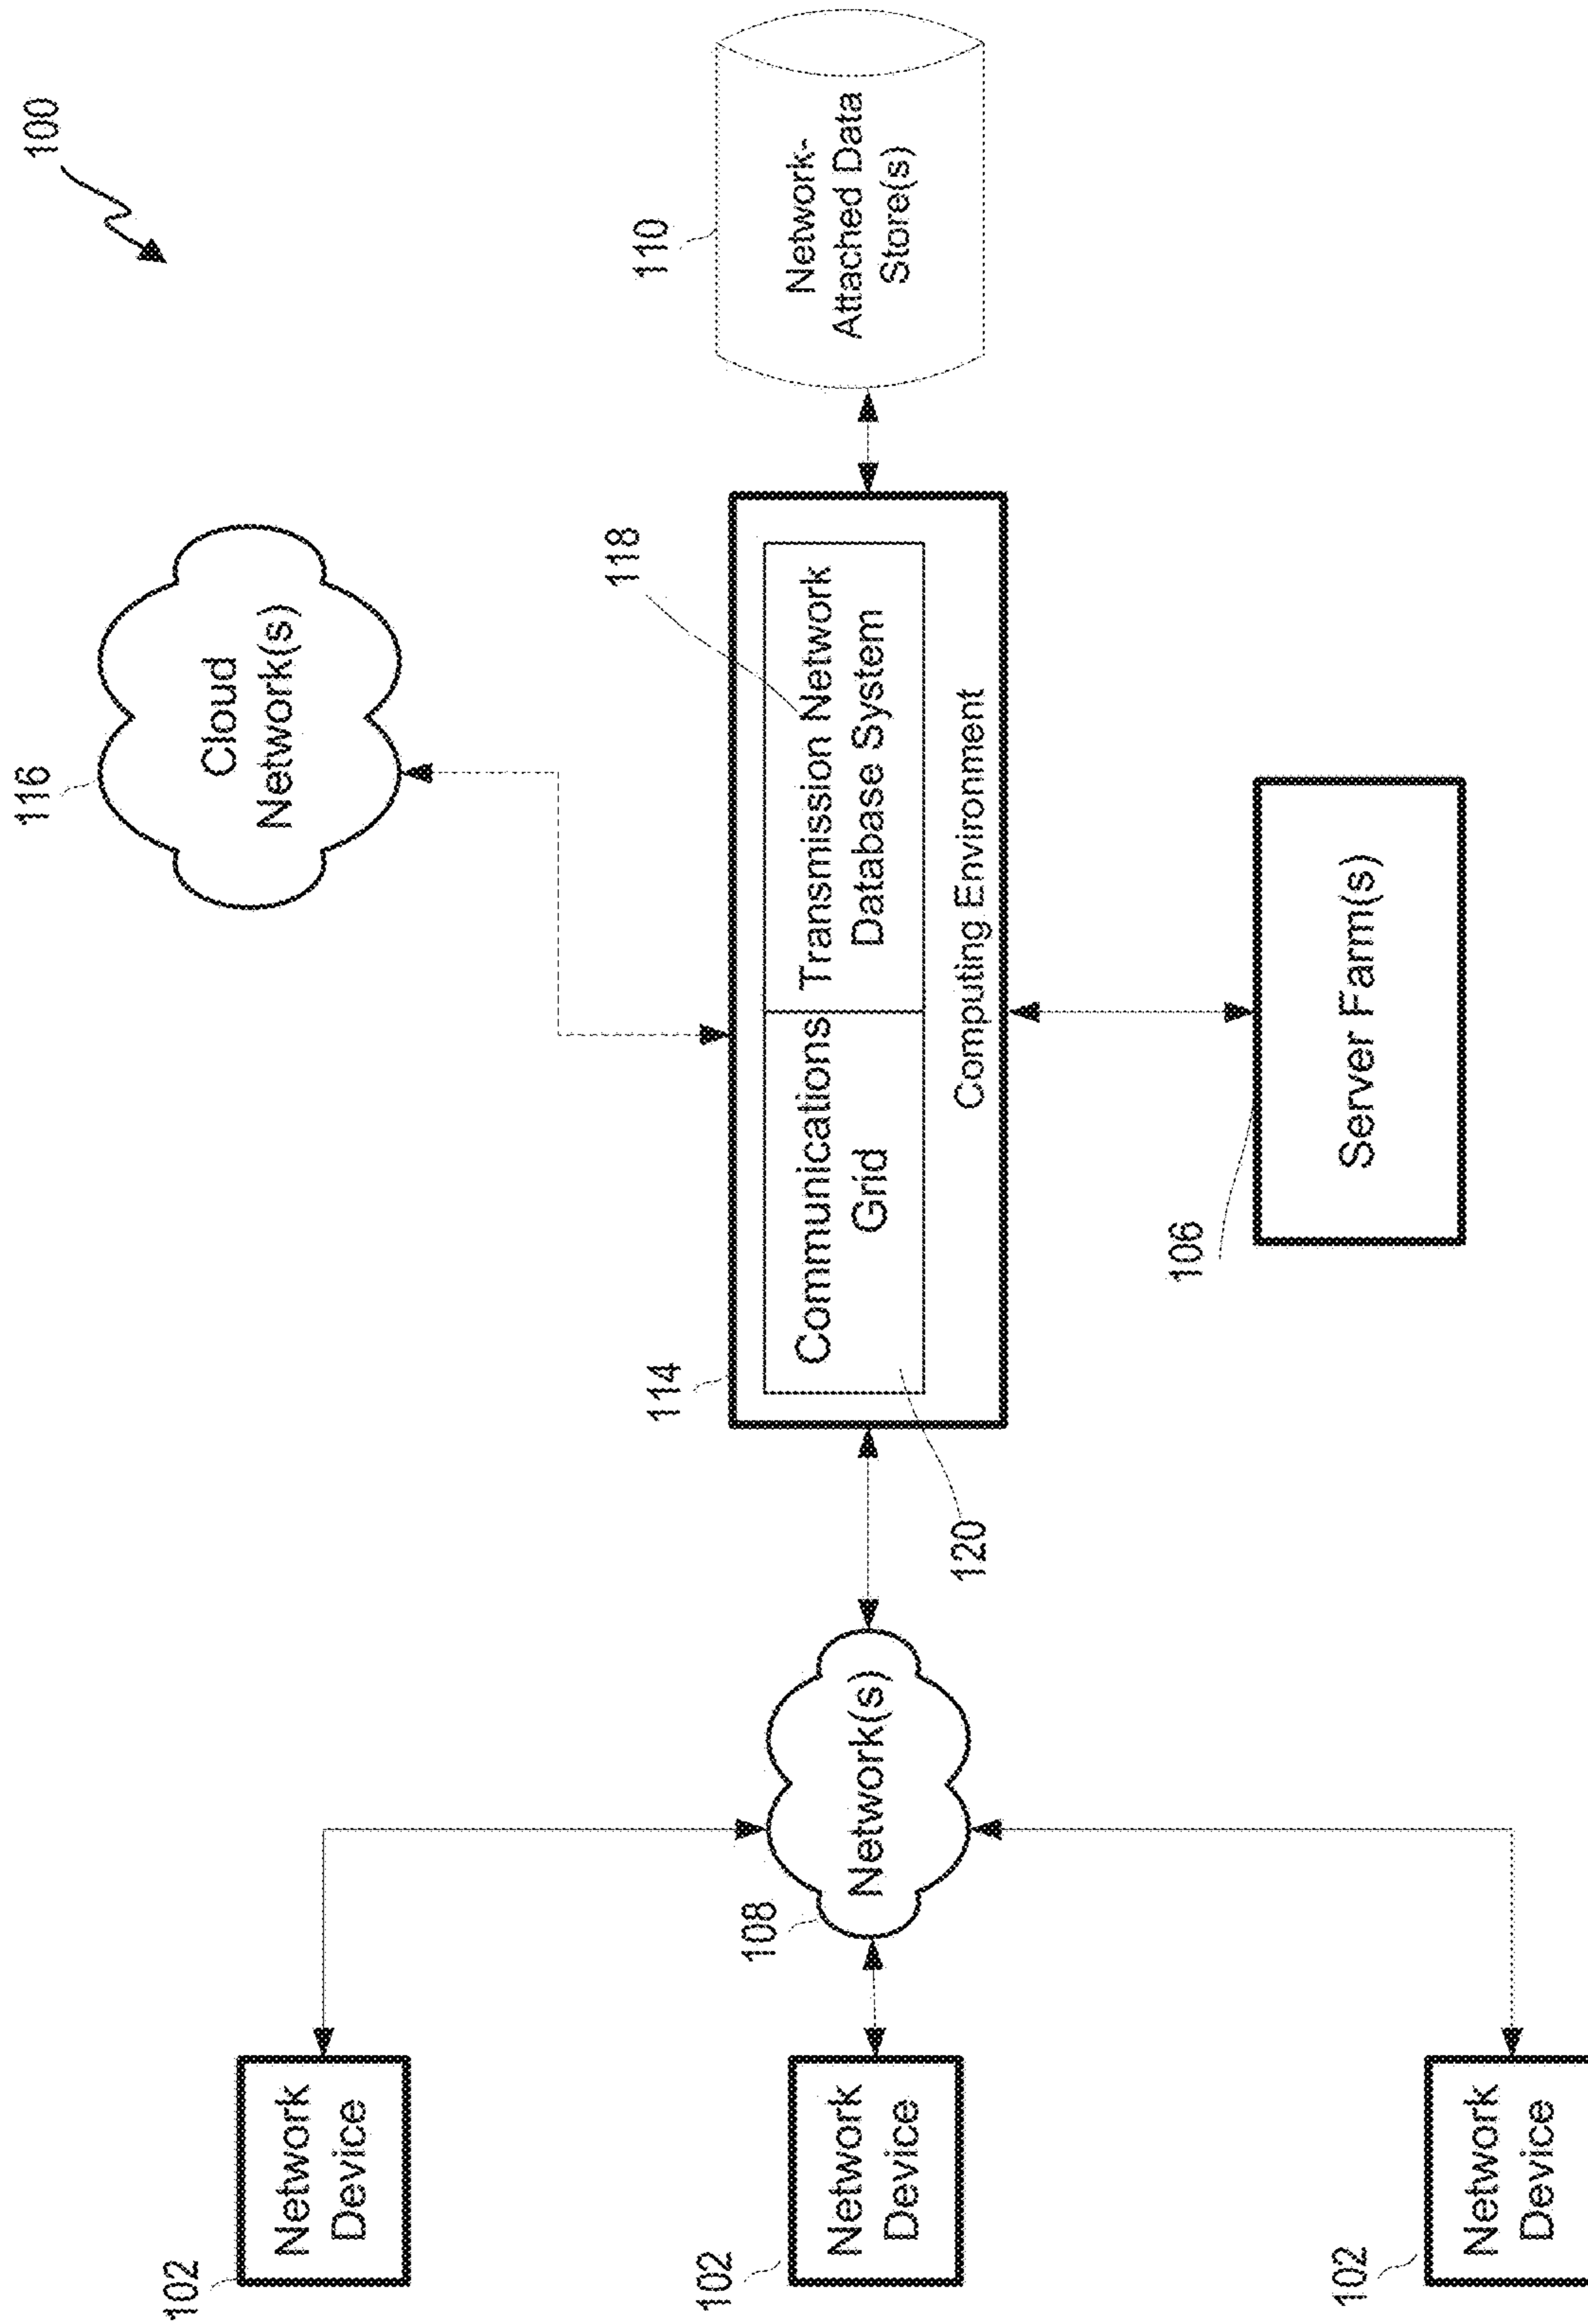 100
116
Cloud
Network(s)
110
Network-
Attached Data
Store(s)
118
114
Communications
Grid
Transmission Network
Database System
Computing Environment
120
106
Server Farm(s)
108
Network(s)
102
Network
Device
102
Network
Device
102
Network
Device